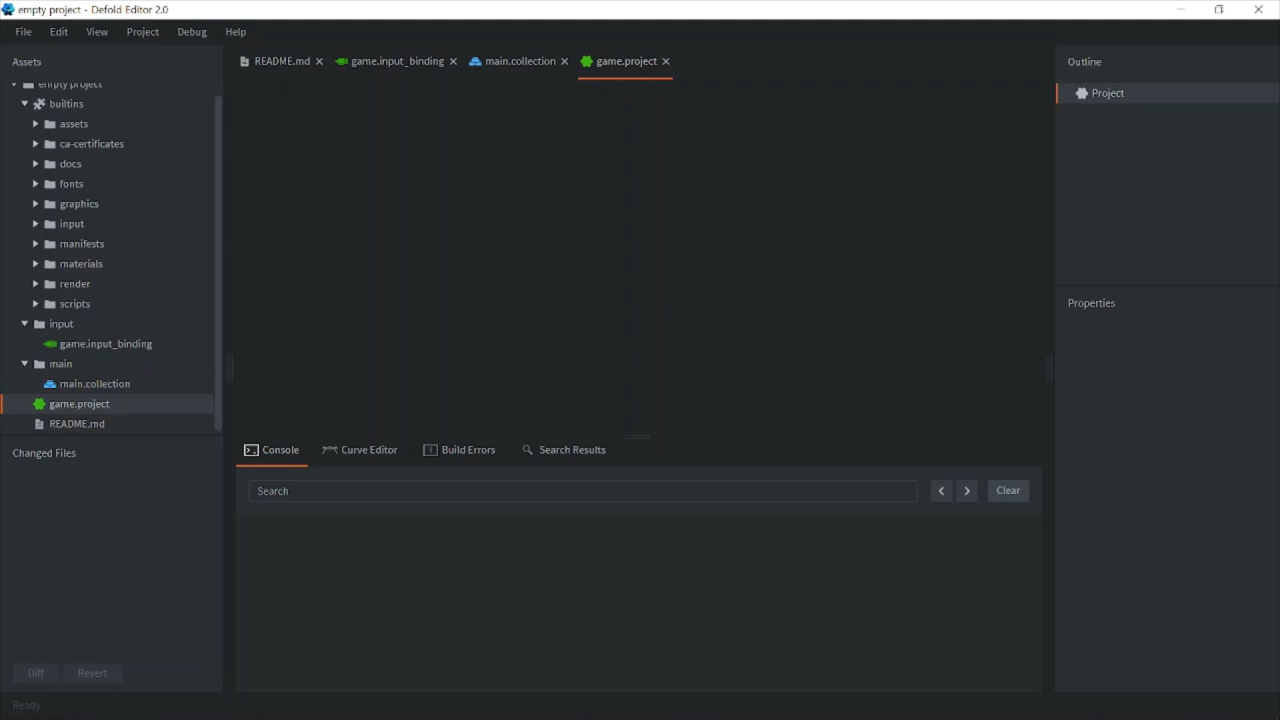 empty project - Defold Editor 2.0
File Edit View Project Debug Help
Assets
empty project
builtins
assets
ca-certificates
docs
fonts
graphics
input
manifests
materials
render
scripts
input
game.input_binding
main
main.collection
game.project
README.md
Changed Files
Diff Revert
Ready
README.md game.input_binding main.collection game.project
Console Curve Editor Build Errors Search Results
Search Clear
Outline
Project
Properties